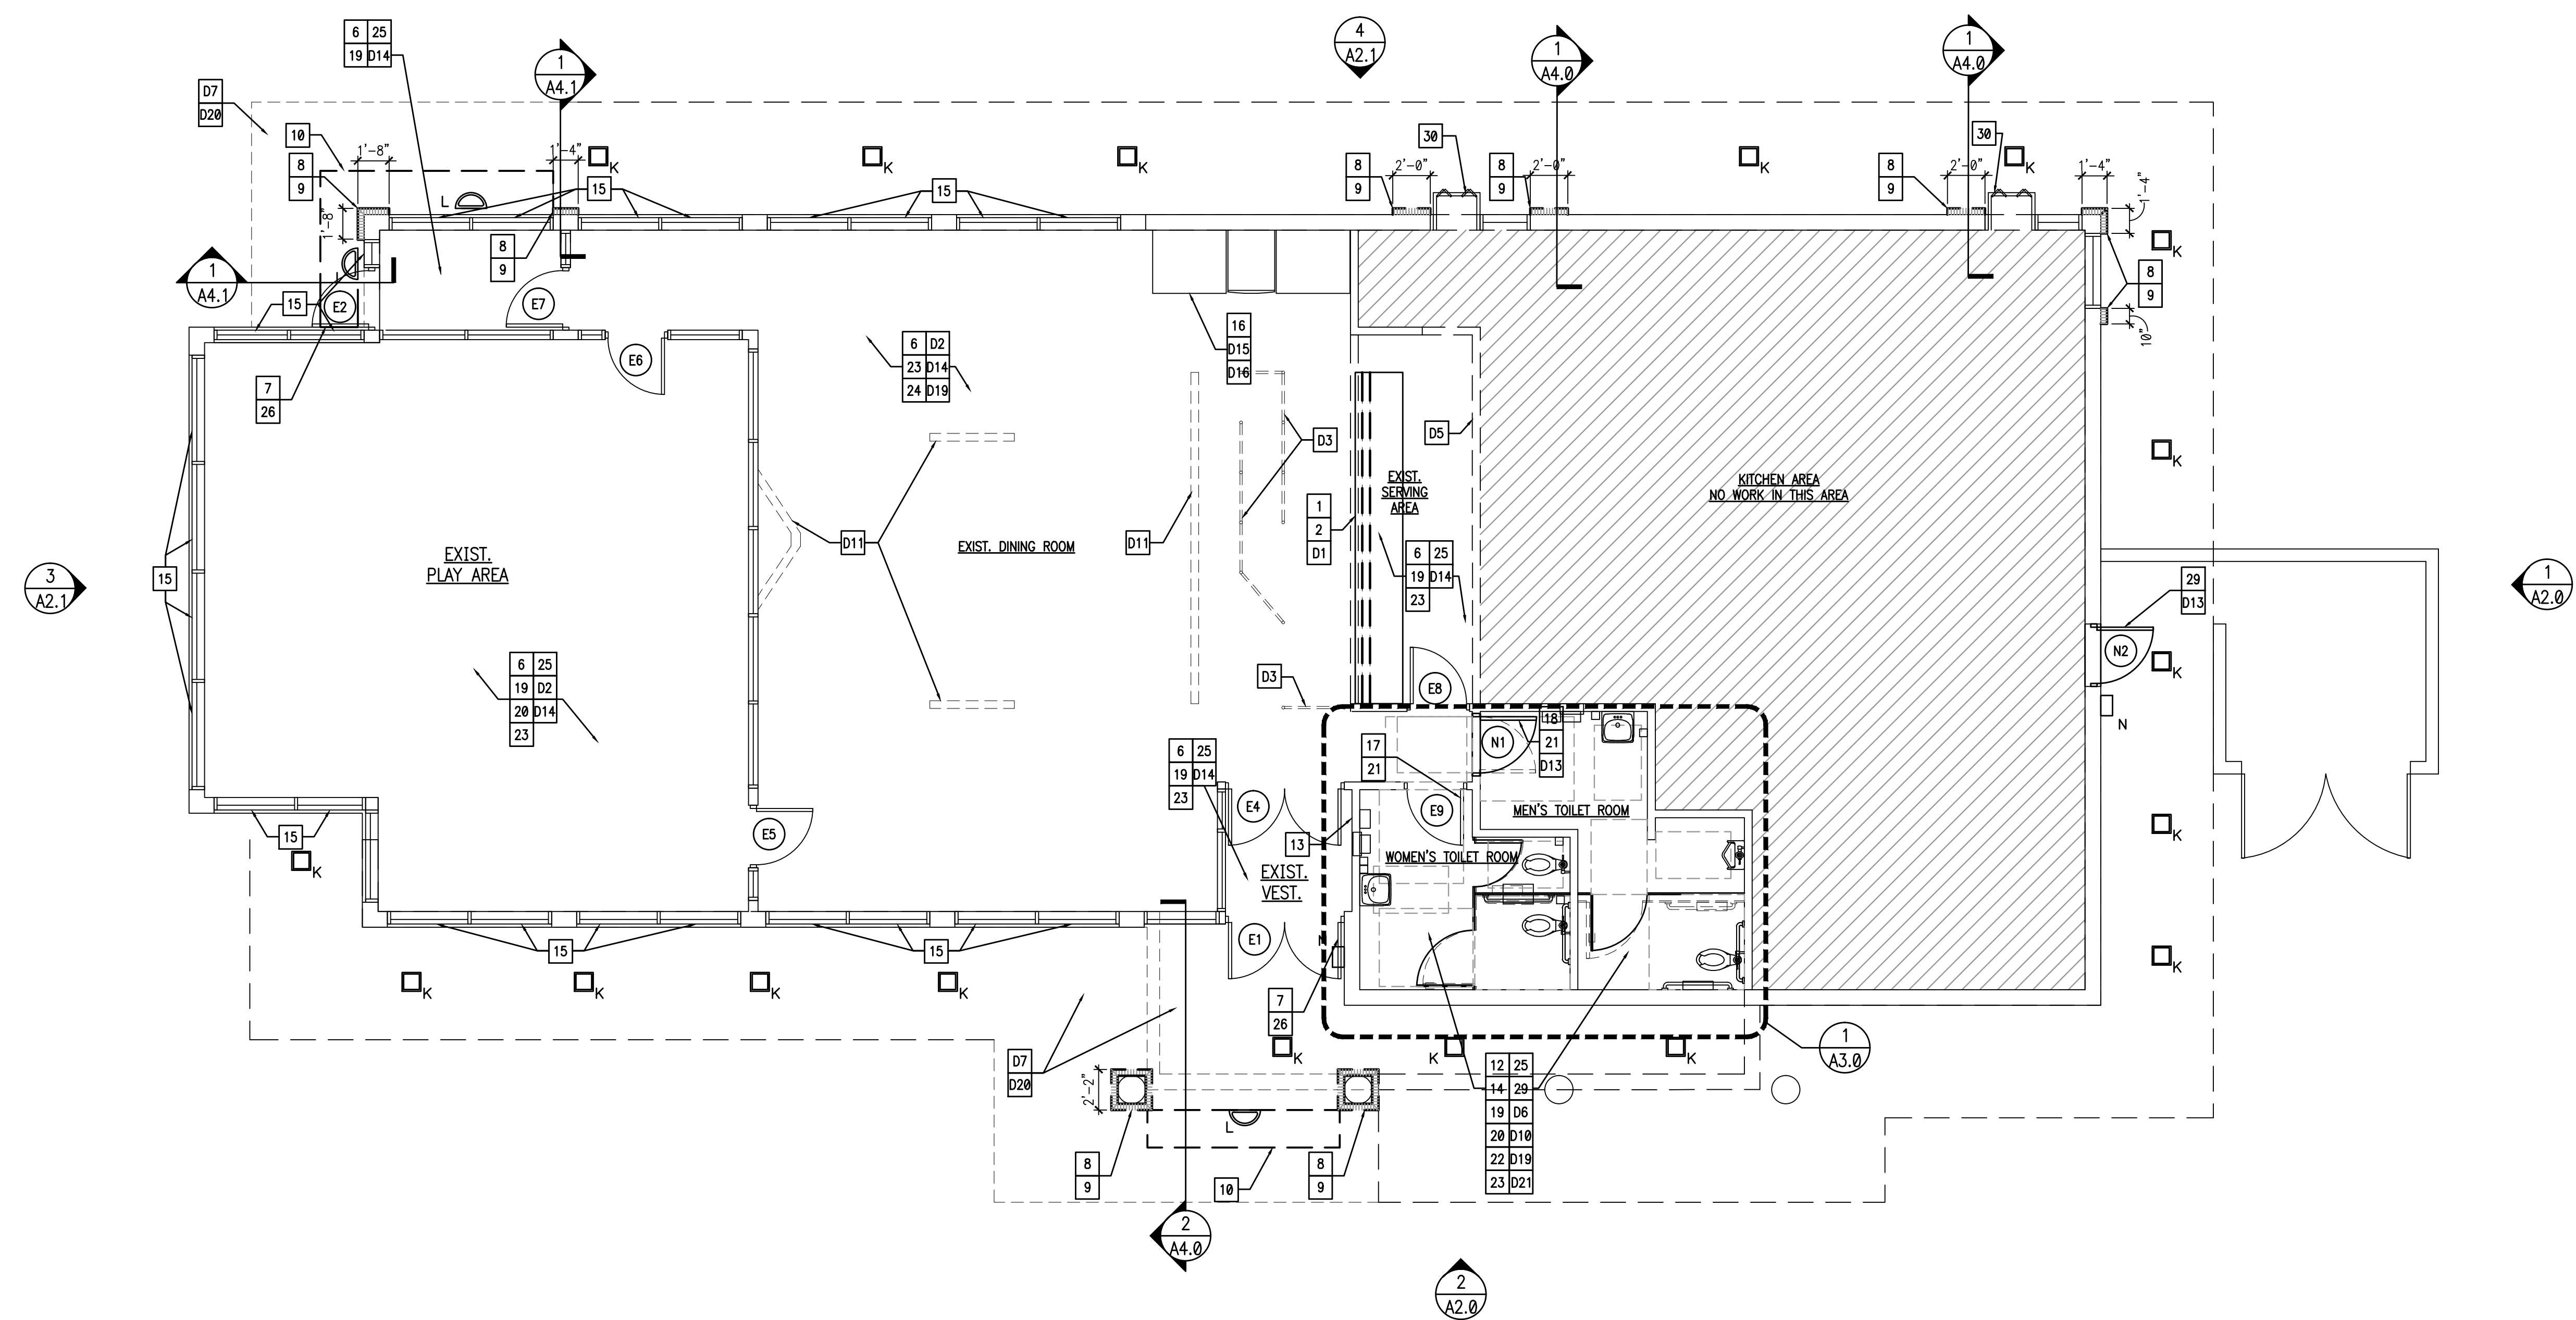 6 25
19 D14
1
A4.1
4
A2.1
1
A4.0
1
A4.0
D7
D20
10
8
9
1'-8"
1'-4"
K
K
K
8
9
2'-0"
30
8
9
2'-0"
K
8
9
2'-0"
30
K
1'-4"
1'-4"
L
15
15
1'-8"
8
9
K
1
A4.1
15
E2
E7
8
9
10"
16
D15
D16
6 D2
23 D14
24 D19
E6
7
26
D3
D5
K
EXIST.
SERVING
AREA
KITCHEN AREA
NO WORK IN THIS AREA
1
2
D1
D11
D11
EXIST. DINING ROOM
EXIST.
PLAY AREA
6 25
19 D14
23
3
A2.1
15
29
D13
1
A2.0
N2
K
6 25
19 D2
20 D14
23
D3
E8
N
18
21
D13
N1
17
21
6 25
19 D14
23
E4
E9
MEN'S TOILET ROOM
K
15
E5
13
WOMEN'S TOILET ROOM
K
EXIST.
VEST.
15
15
E1
K
K
K
K
K
7
26
D7
D20
K
K
K
1
A3.0
2'-2"
12 25
14 29
19 D6
20 D10
22 D19
23 D21
L
8
9
10
8
9
2
A4.0
2
A2.0